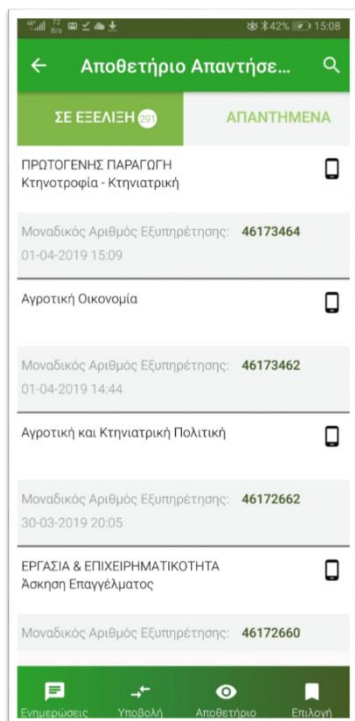 72 B/s 42% 15:08
Αποθετήριο Απαντήσε...
ΣΕ ΕΞΕΛΙΞΗ 291 ΑΠΑΝΤΗΜΕΝΑ
ΠΡΩΤΟΓΕΝΗΣ ΠΑΡΑΓΩΓΗ
Κτηνοτροφία - Κτηνιατρική
Μοναδικός Αριθμός Εξυπηρέτησης: 46173464
01-04-2019 15:09
Αγροτική Οικονομία
Μοναδικός Αριθμός Εξυπηρέτησης: 46173462
01-04-2019 14:44
Αγροτική και Κτηνιατρική Πολιτική
Μοναδικός Αριθμός Εξυπηρέτησης: 46172662
30-03-2019 20:05
ΕΡΓΑΣΙΑ & ΕΠΙΧΕΙΡΗΜΑΤΙΚΟΤΗΤΑ
Άσκηση Επαγγέλματος
Μοναδικός Αριθμός Εξυπηρέτησης: 46172660
Ενημερώσεις Υποβολή Αποθετήριο Επιλογή